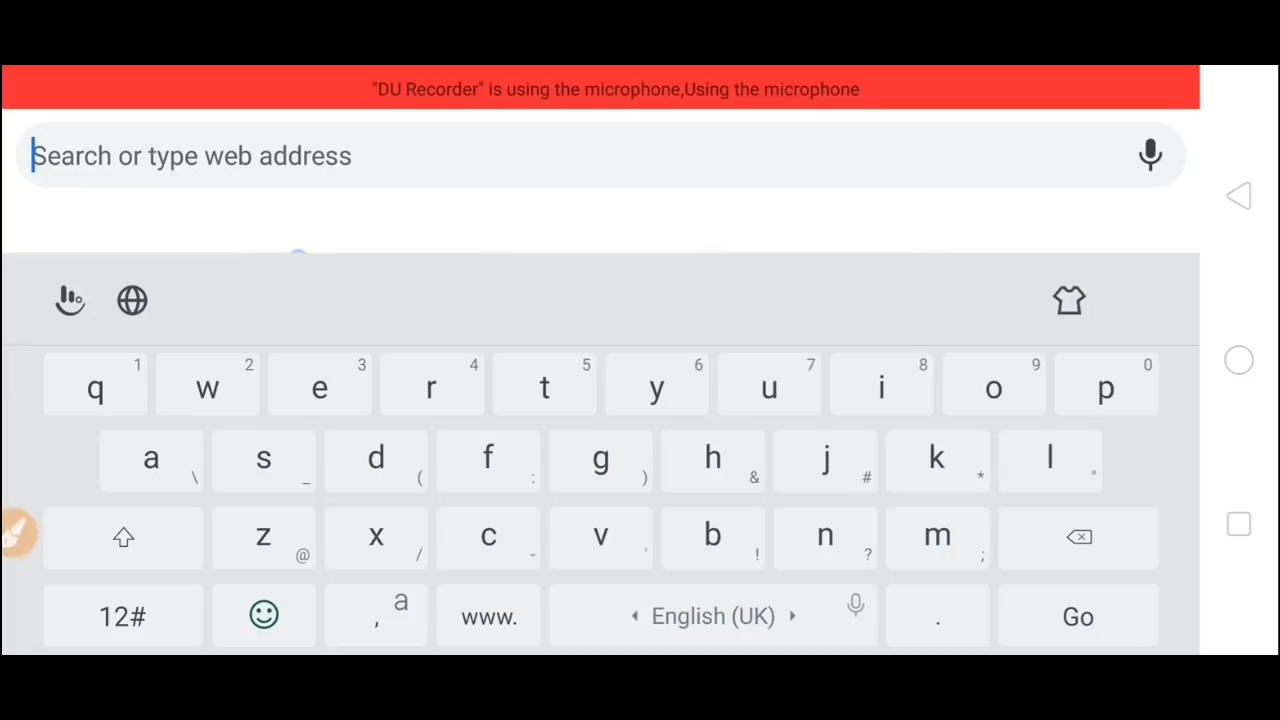 "DU Recorder" is using the microphone,Using the microphone
Search or type web address
1 2 3 4 5 6 7 8 9 0
q w e r t y u i o p
a s d f g h j k l
\ _ ( : ) & # * "
z x c v b n m
@ / - ' ! ? ;
12# , a www. English (UK) . Go